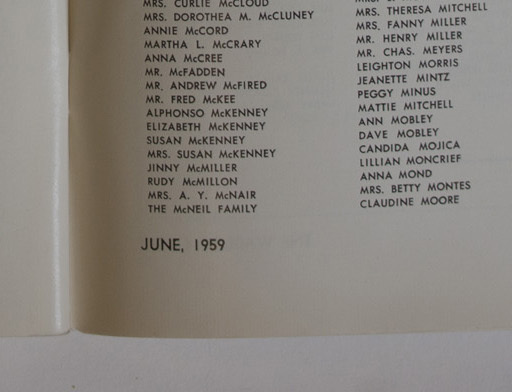 MRS. CURLIE McCLOUD
MRS. DOROTHEA M. McCLUNEY
ANNIE McCORD
MARTHA L. McCRARY
ANNA McCREE
MR. McFADDEN
MR. ANDREW McFIRED
MR. FRED McKEE
ALPHONSO McKENNEY
ELIZABETH McKENNEY
SUSAN McKENNEY
MRS. SUSAN McKENNEY
JINNY McMILLER
RUDY McMILLON
MRS. A. Y. McNAIR
THE McNEIL FAMILY
MRS. THERESA MITCHELL
MRS. FANNY MILLER
MR. HENRY MILLER
MR. CHAS. MEYERS
LEIGHTON MORRIS
JEANETTE MINTZ
PEGGY MINUS
MATTIE MITCHELL
ANN MOBLEY
DAVE MOBLEY
CANDIDA MOJICA
LILLIAN MONCRIEF
ANNA MOND
MRS. BETTY MONTES
CLAUDINE MOORE
JUNE, 1959